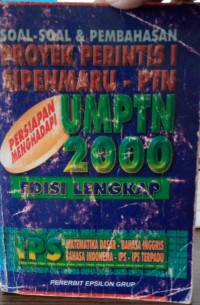 SOAL-SOAL & PEMBAHASAN
PROYEK PERINTIS I
SIPENMARU - PTN
PERSIAPAN
MENGHADAPI
UMPTN
2000
EDISI LENGKAP
IPS
MATEMATIKA DASAR - BAHASA INGGRIS
BAHASA INDONESIA - IPS - IPS TERPADU
PENERBIT EPSILON GRUP